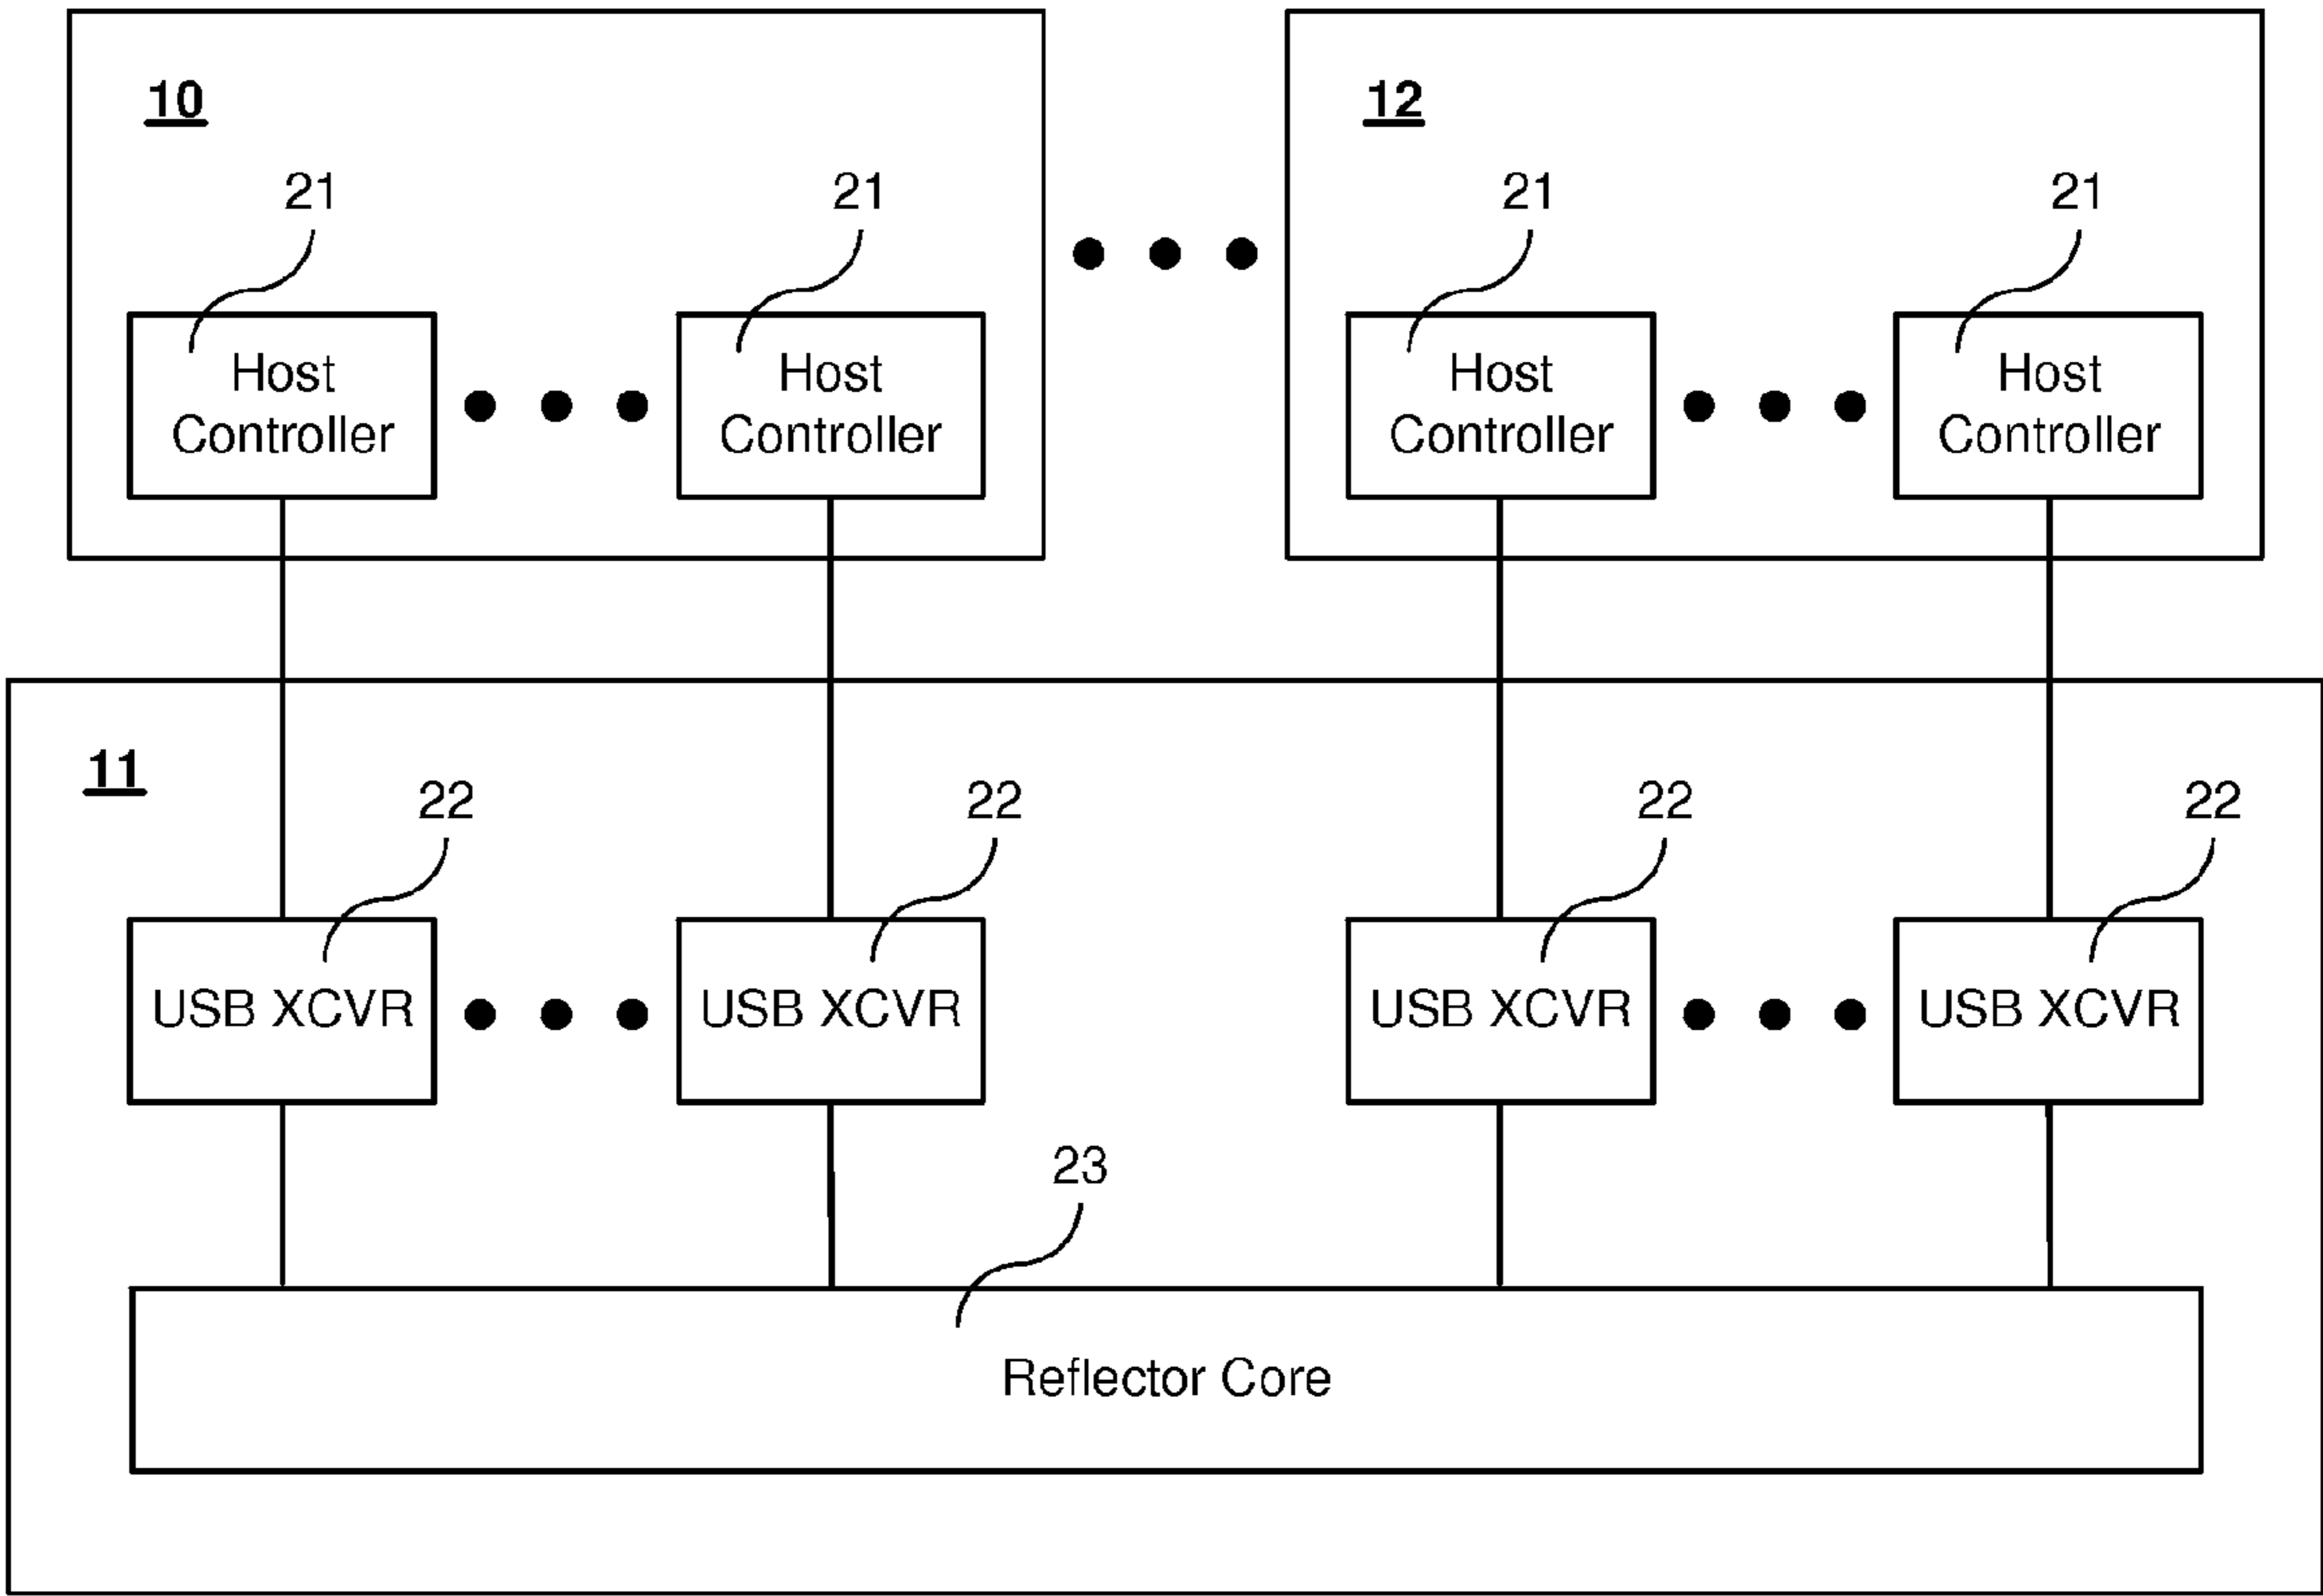 10
12
21
21
21
21
Host
Controller
Host
Controller
Host
Controller
Host
Controller
11
22
22
22
22
USB XCVR
USB XCVR
USB XCVR
USB XCVR
23
Reflector Core